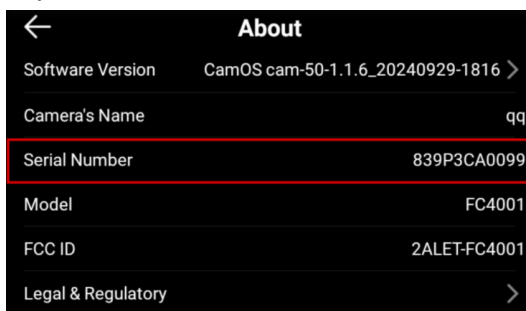 About
Software Version CamOS cam-50-1.1.6_20240929-1816
Camera's Name qq
Serial Number 839P3CA0099
Model FC4001
FCC ID 2ALET-FC4001
Legal & Regulatory